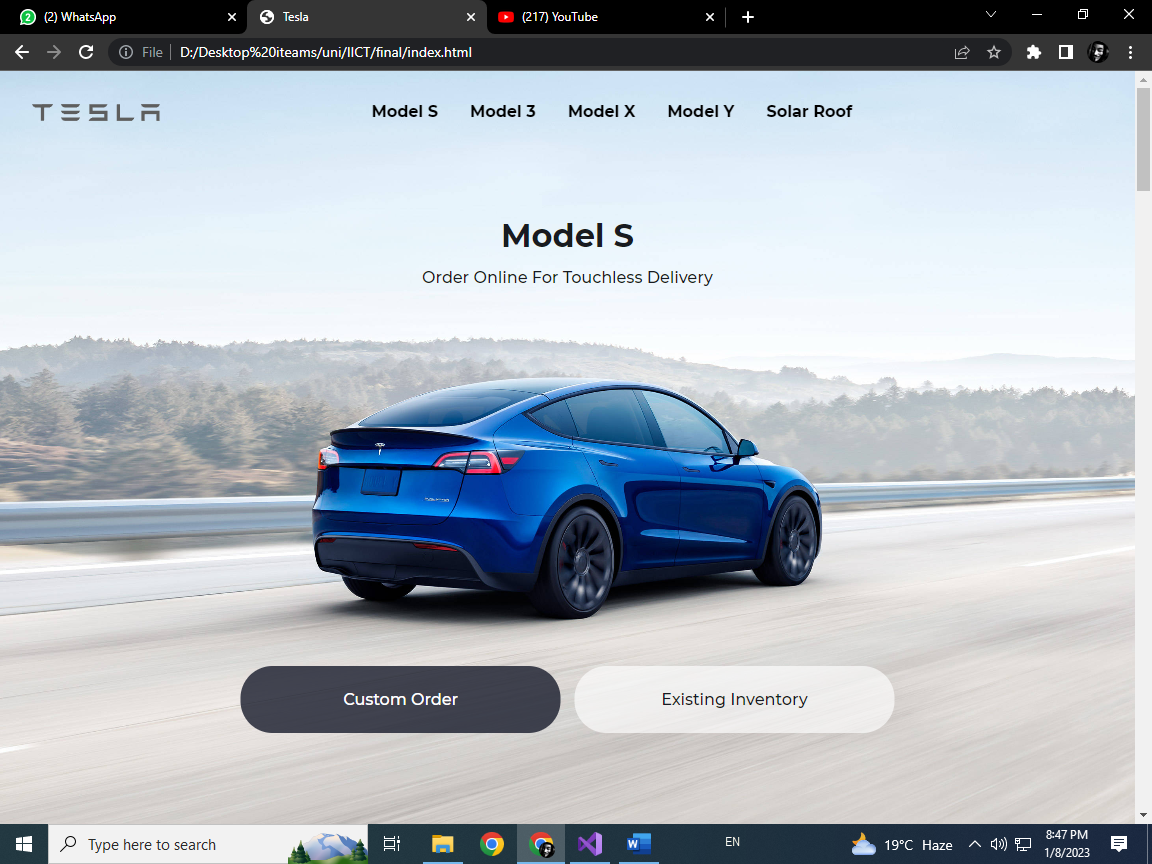 2
(2) WhatsApp
Tesla
(217) YouTube
File
D:/Desktop%20iteams/uni/IICT/final/index.html
TESLA
Model S
Model 3
Model X
Model Y
Solar Roof
Model S
Order Online For Touchless Delivery
Custom Order
Existing Inventory
Type here to search
W
EN
19°C Haze
8:47 PM
1/8/2023